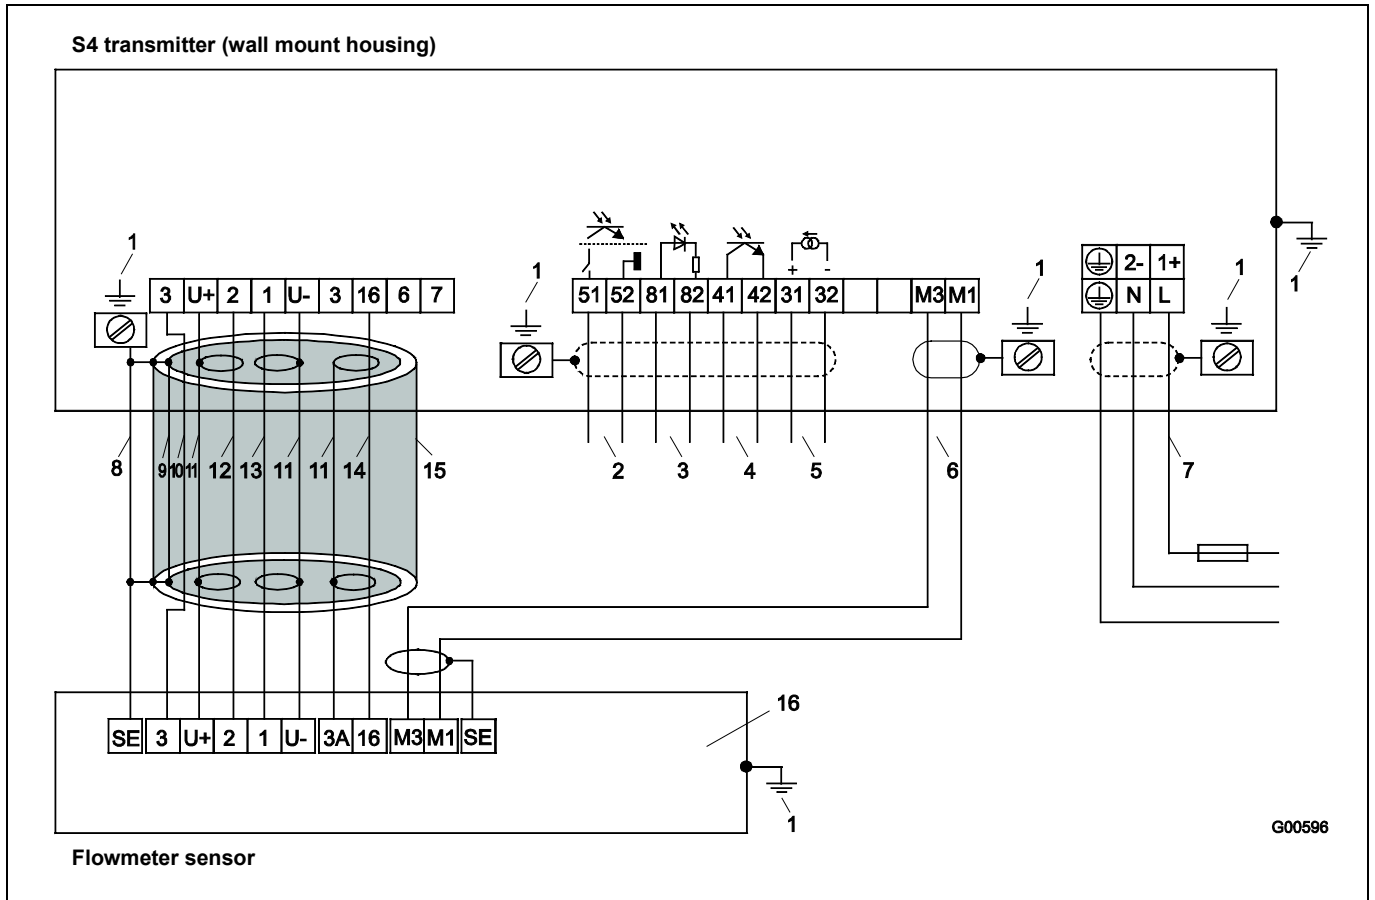 S4 transmitter (wall mount housing)
1
1
1
1
1
+ -
3 U+ 2 1 U- 3 16 6 7
51 52 81 82 41 42 31 32 M3 M1
2- 1+
N L
8 9 10 11 12 13 11 11 14 15
2 3 4 5 6 7
16
SE 3 U+ 2 1 U- 3A 16 M3 M1 SE
1
G00596
Flowmeter sensor